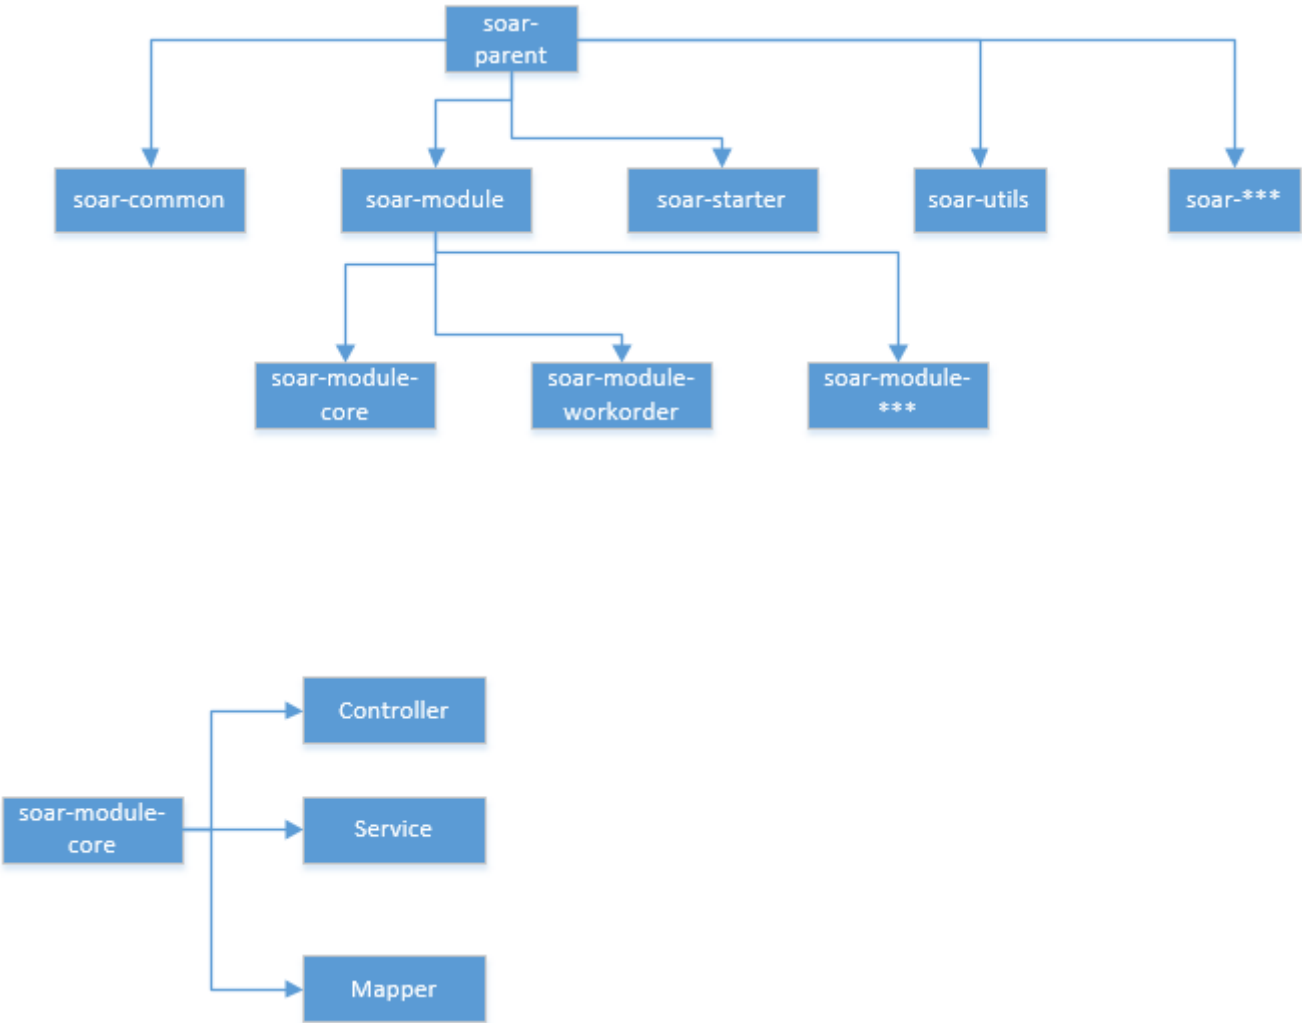 soar-
parent
soar-common
soar-module
soar-starter
soar-utils
soar-***
soar-module-
core
soar-module-
workorder
soar-module-
***
Controller
soar-module-
core
Service
Mapper